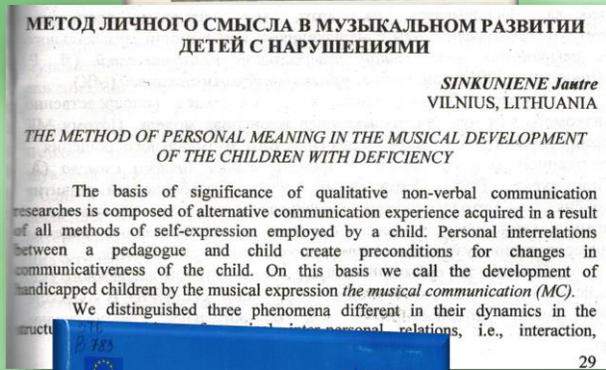 МЕТОД ЛИЧНОГО СМЫСЛА В МУЗЫКАЛЬНОМ РАЗВИТИИ
ДЕТЕЙ С НАРУШЕНИЯМИ
SINKUNIENE Jautre
VILNIUS, LITHUANIA
THE METHOD OF PERSONAL MEANING IN THE MUSICAL DEVELOPMENT
OF THE CHILDREN WITH DEFICIENCY
The basis of significance of qualitative non-verbal communication
researches is composed of alternative communication experience acquired in a result
of all methods of self-expression employed by a child. Personal interrelations
between a pedagogue and child create preconditions for changes in
communicativeness of the child. On this basis we call the development of
handicapped children by the musical expression the musical communication (MC).
We distinguished three phenomena different in their dynamics in the
relations, i.e., interaction,
29